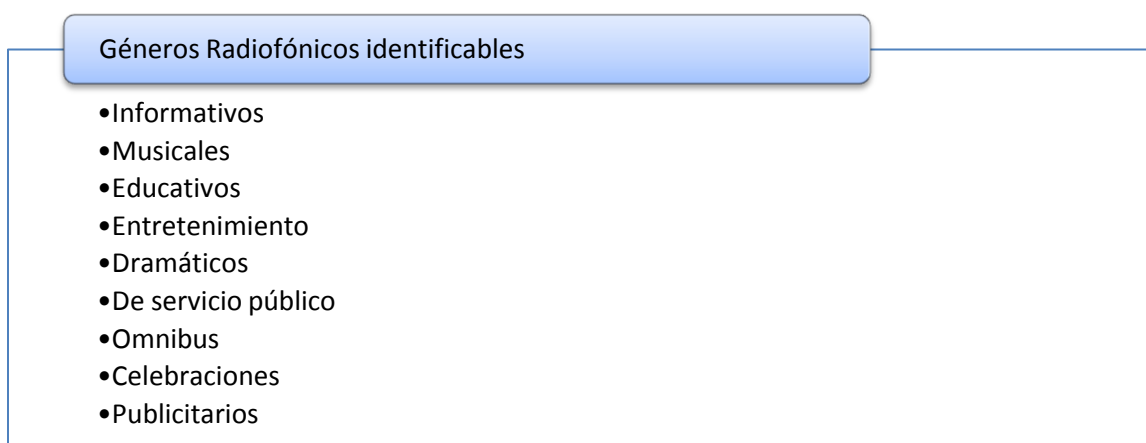 Géneros Radiofónicos identificables
•Informativos
•Musicales
•Educativos
•Entretenimiento
•Dramáticos
•De servicio público
•Omnibus
•Celebraciones
•Publicitarios